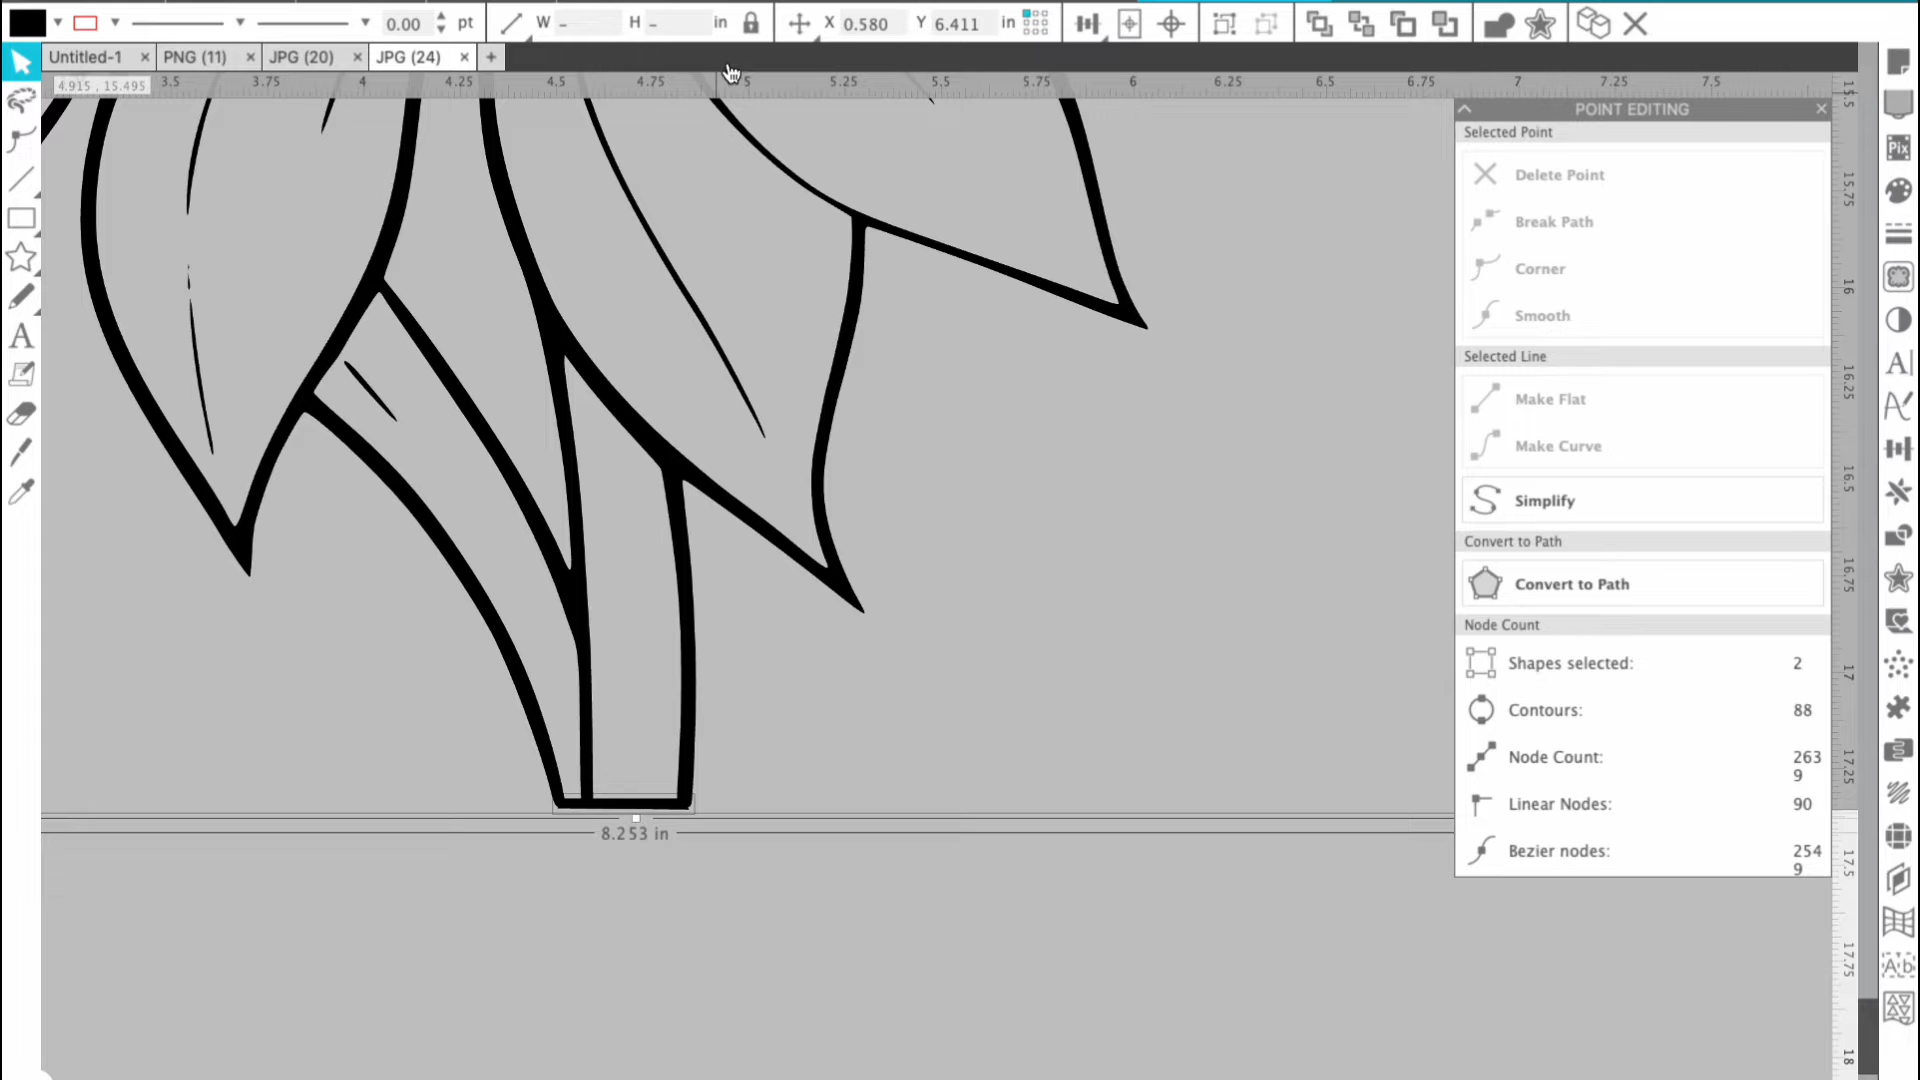 0.00 pt W – H – in X 0.580 Y 6.411 in
Untitled-1 × PNG (11) × JPG (20) × JPG (24) × +
4.915 , 15.495 3.5 3.75 4 4.25 4.5 4.75 5 5.25 5.5 5.75 6 6.25 6.5 6.75 7 7.25 7.5
POINT EDITING
Selected Point
Delete Point
Break Path
Corner
Smooth
Selected Line
Make Flat
Make Curve
Simplify
Convert to Path
Convert to Path
Node Count
Shapes selected: 2
Contours: 88
Node Count: 263
9
Linear Nodes: 90
Bezier nodes: 254
9
8.253 in
15.5
15.75
16
16.25
16.5
16.75
17
17.25
17.5
17.75
18
Pix
A
A
Ab